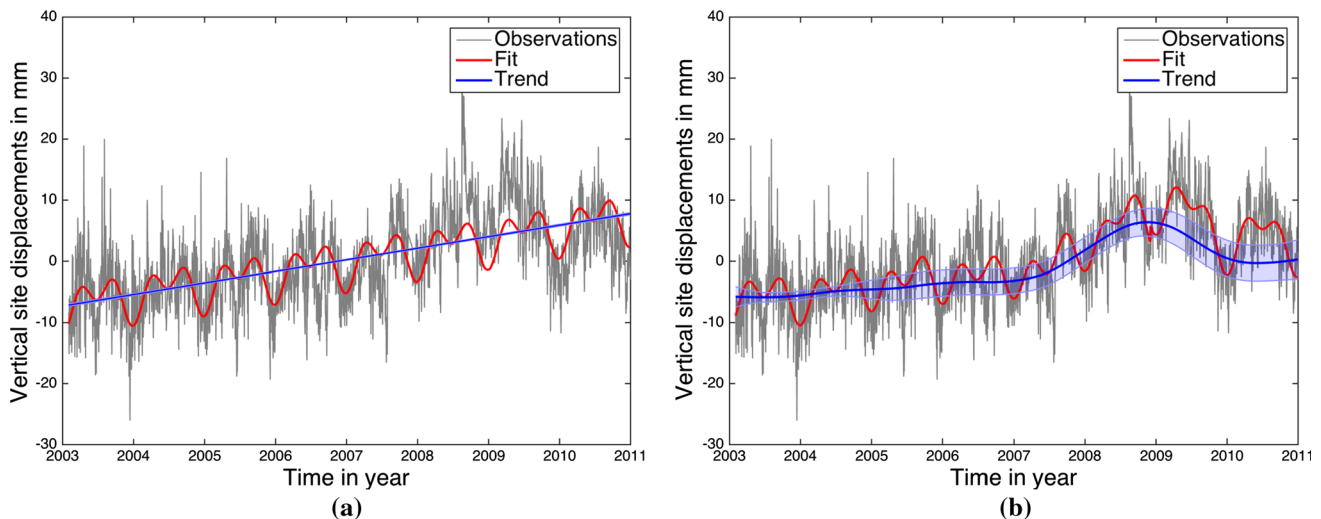 40
30
20
10
0
-10
-20
-30
Vertical site displacements in mm
Observations
Fit
Trend
2003 2004 2005 2006 2007 2008 2009 2010 2011
Time in year
(a)
40
30
20
10
0
-10
-20
-30
Vertical site displacements in mm
Observations
Fit
Trend
2003 2004 2005 2006 2007 2008 2009 2010 2011
Time in year
(b)